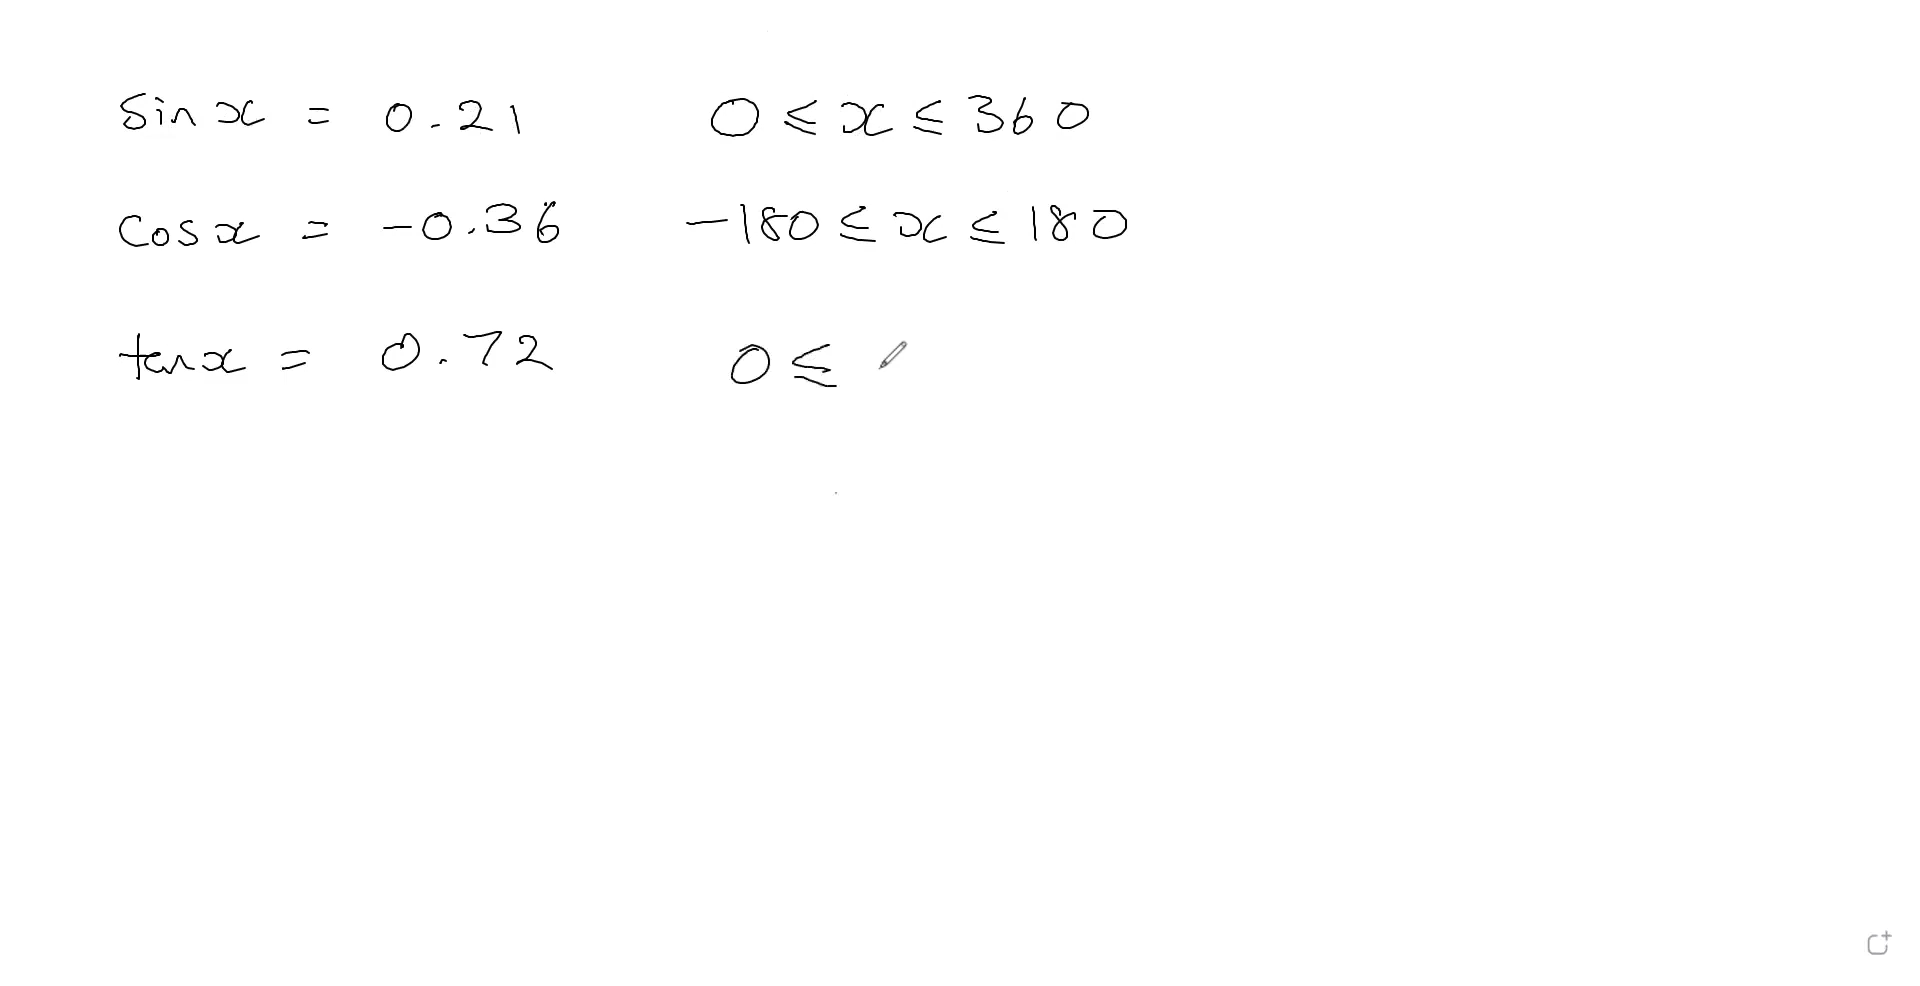 sin x = 0.21 0 ≤ x ≤ 360
cos x = -0.36 -180 ≤ x ≤ 180
tan x = 0.72 0 ≤